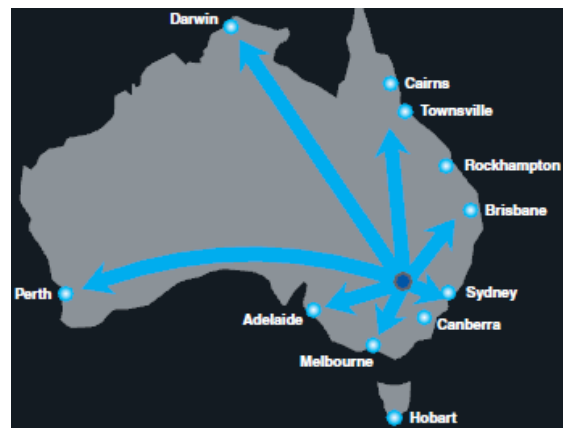 Darwin
Cairns
Townsville
Rockhampton
Brisbane
Perth
Sydney
Adelaide
Canberra
Melbourne
Hobart